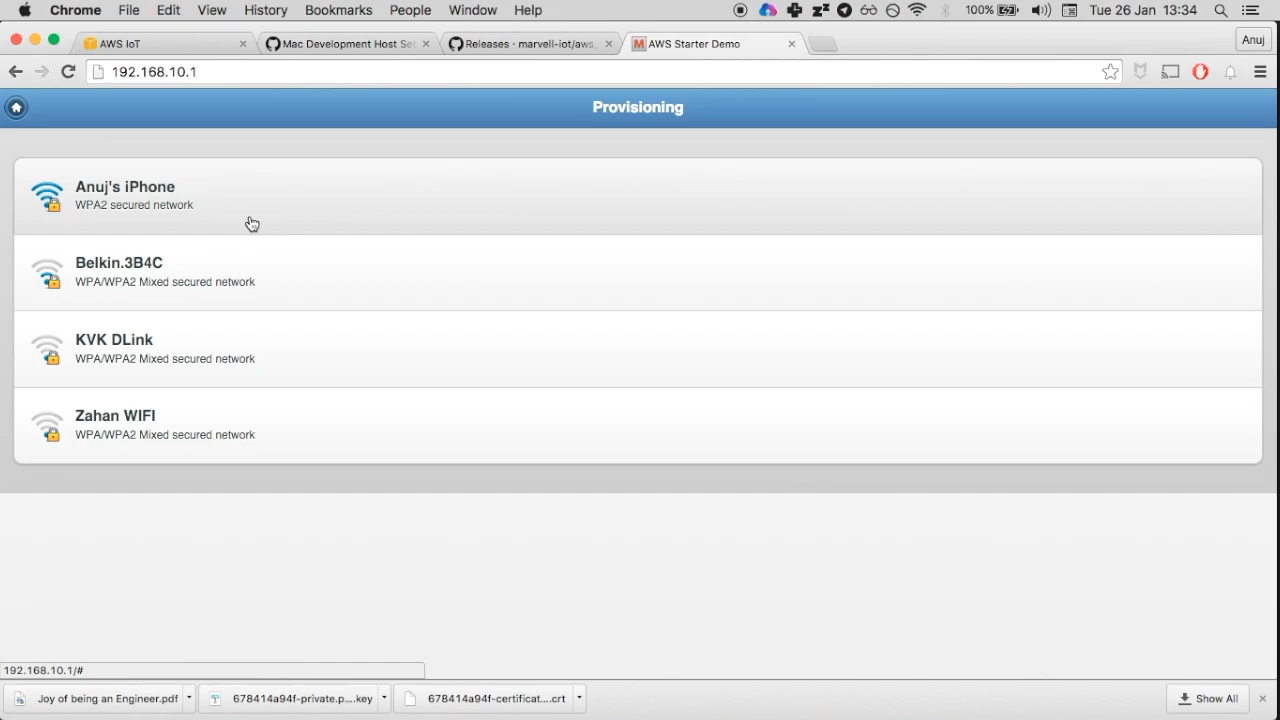 Chrome File Edit View History Bookmarks People Window Help 100% Tue 26 Jan 13:34
AWS IoT Mac Development Host Se Releases · marvell-iot/aws_ AWS Starter Demo Anuj
192.168.10.1
Provisioning
Anuj's iPhone
WPA2 secured network
Belkin.3B4C
WPA/WPA2 Mixed secured network
KVK DLink
WPA/WPA2 Mixed secured network
Zahan WIFI
WPA/WPA2 Mixed secured network
192.168.10.1/#
Joy of being an Engineer.pdf 678414a94f-private.p....key 678414a94f-certificat....crt Show All